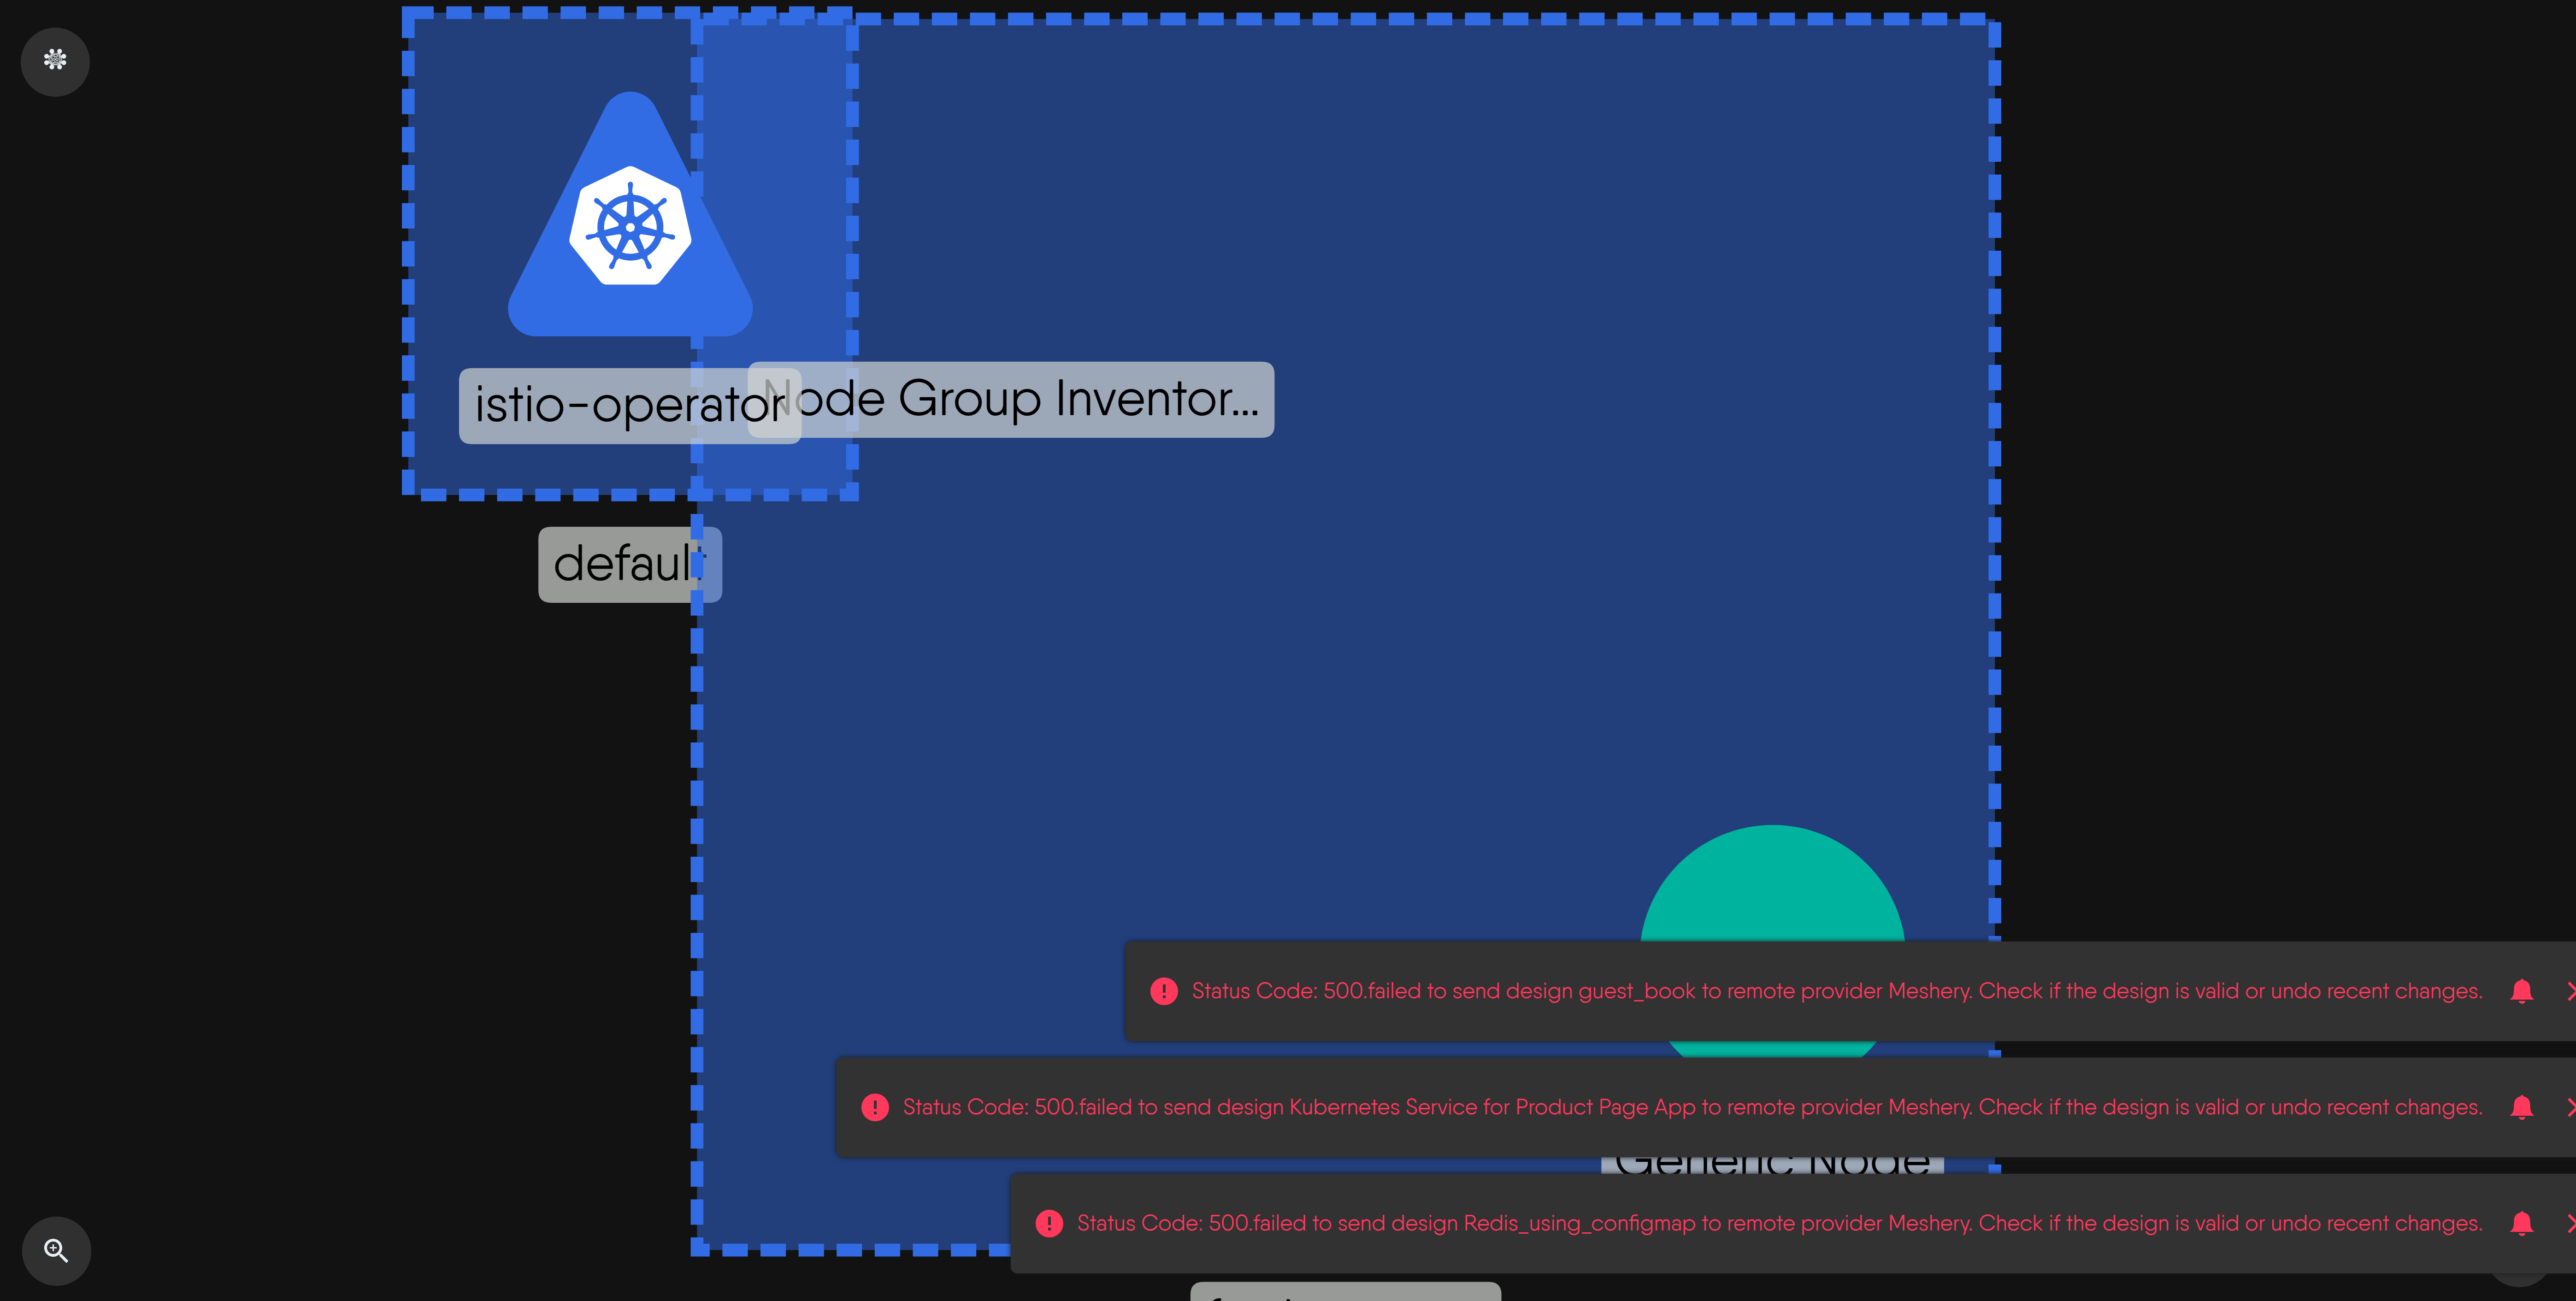 istio-operator
Node Group Inventor...
default
Status Code: 500.failed to send design guest_book to remote provider Meshery. Check if the design is valid or undo recent changes.
Status Code: 500.failed to send design Kubernetes Service for Product Page App to remote provider Meshery. Check if the design is valid or undo recent changes.
Generic Node
Status Code: 500.failed to send design Redis_using_configmap to remote provider Meshery. Check if the design is valid or undo recent changes.